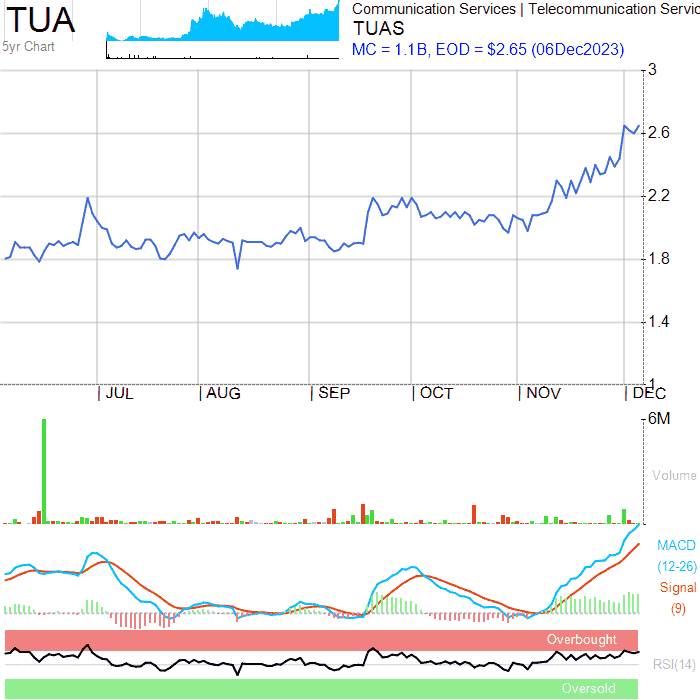 TUA
5yr Chart
Communication Services | Telecommunication Servic
TUAS
MC = 1.1B, EOD = $2.65 (06Dec2023)
3
2.6
2.2
1.8
1.4
1
JUL
AUG
SEP
OCT
NOV
DEC
6M
Volume
MACD
(12-26)
Signal
(9)
Overbought
RSI(14)
Oversold